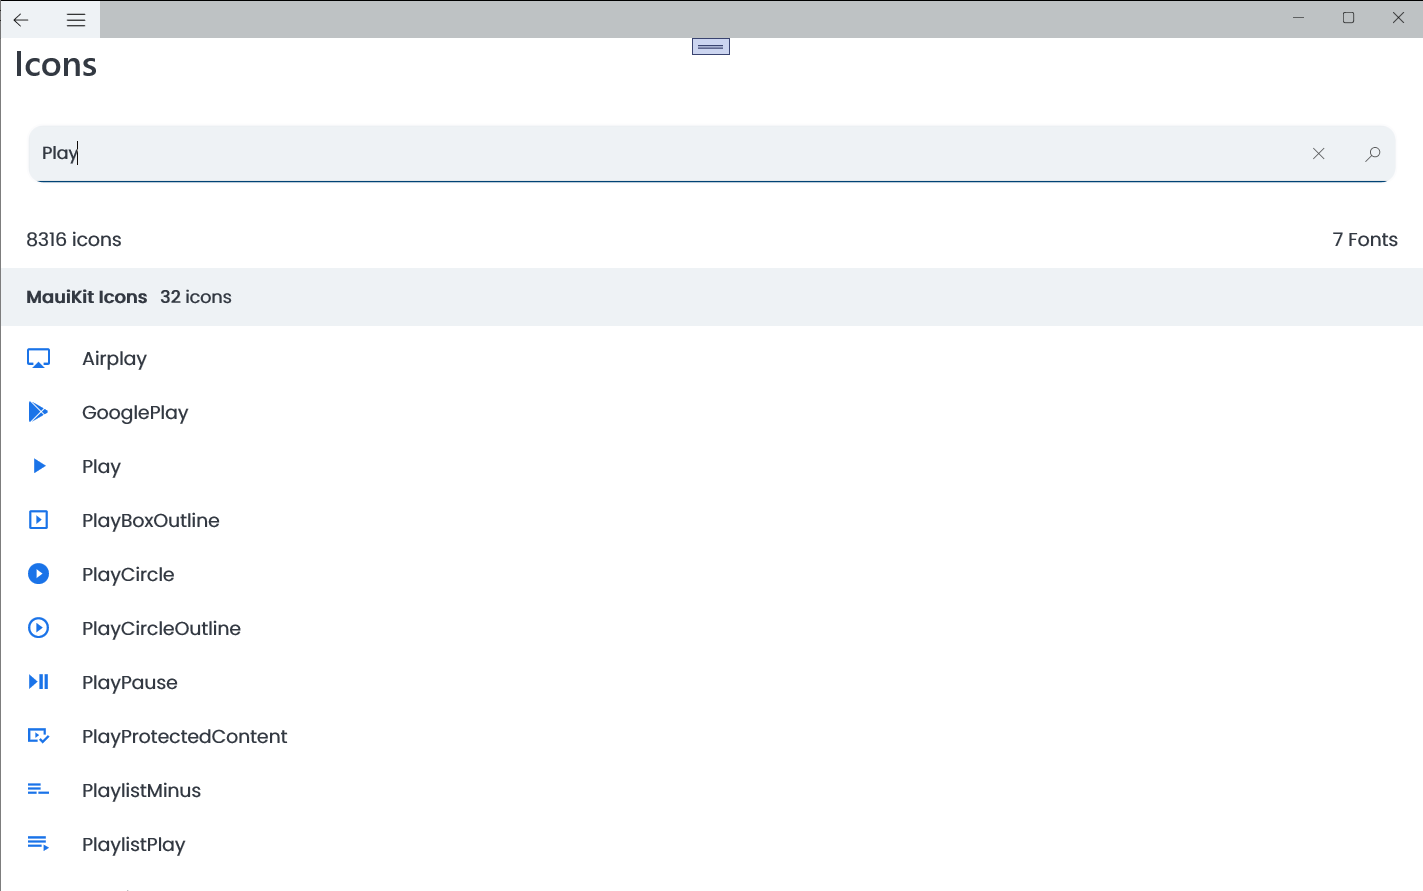 Icons
Play
8316 icons 7 Fonts
MauiKit Icons 32 icons
Airplay
GooglePlay
Play
PlayBoxOutline
PlayCircle
PlayCircleOutline
PlayPause
PlayProtectedContent
PlaylistMinus
PlaylistPlay